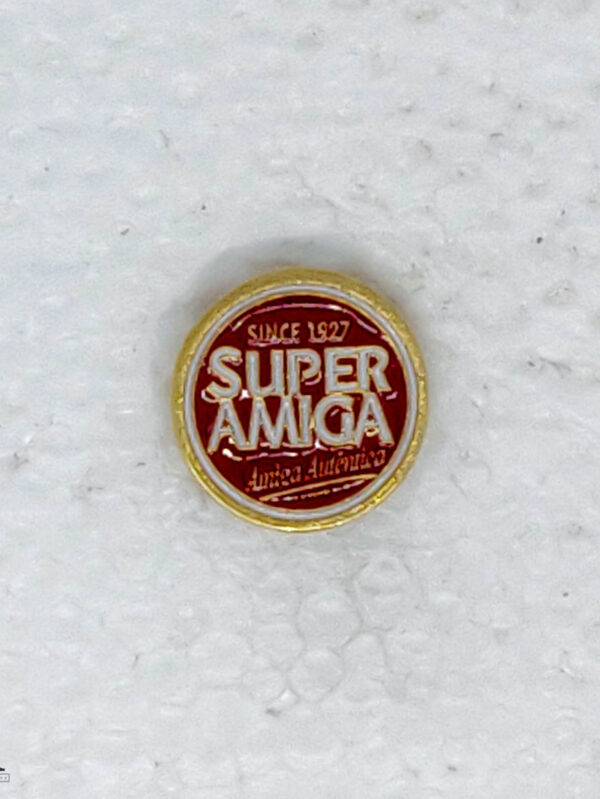 SINCE 1927
SUPER
AMIGA
Amiga Autêntica